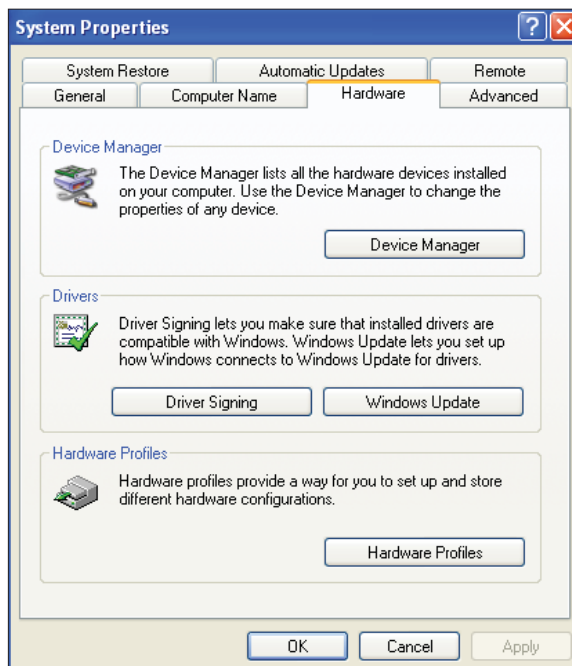 System Properties
System Restore Automatic Updates Remote
General Computer Name Hardware Advanced
Device Manager
The Device Manager lists all the hardware devices installed
on your computer. Use the Device Manager to change the
properties of any device.
Device Manager
Drivers
Driver Signing lets you make sure that installed drivers are
compatible with Windows. Windows Update lets you set up
how Windows connects to Windows Update for drivers.
Driver Signing Windows Update
Hardware Profiles
Hardware profiles provide a way for you to set up and store
different hardware configurations.
Hardware Profiles
OK Cancel Apply